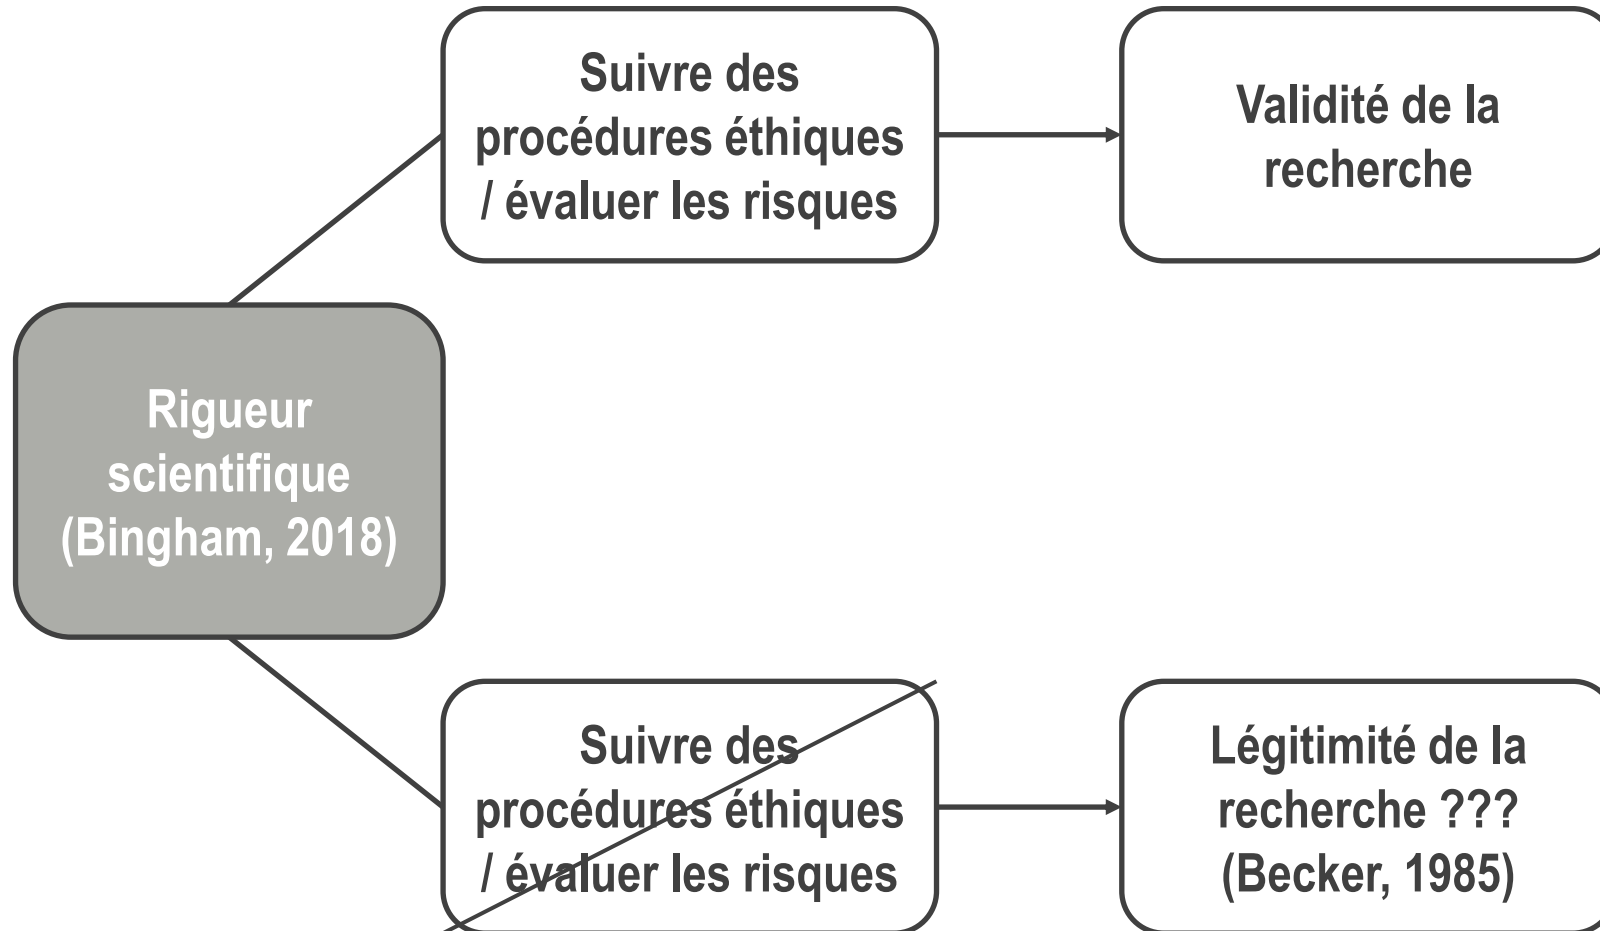 Suivre des
procédures éthiques
/ évaluer les risques
Validité de la
recherche
Rigueur
scientifique
(Bingham, 2018)
Suivre des
procédures éthiques
/ évaluer les risques
Légitimité de la
recherche ???
(Becker, 1985)